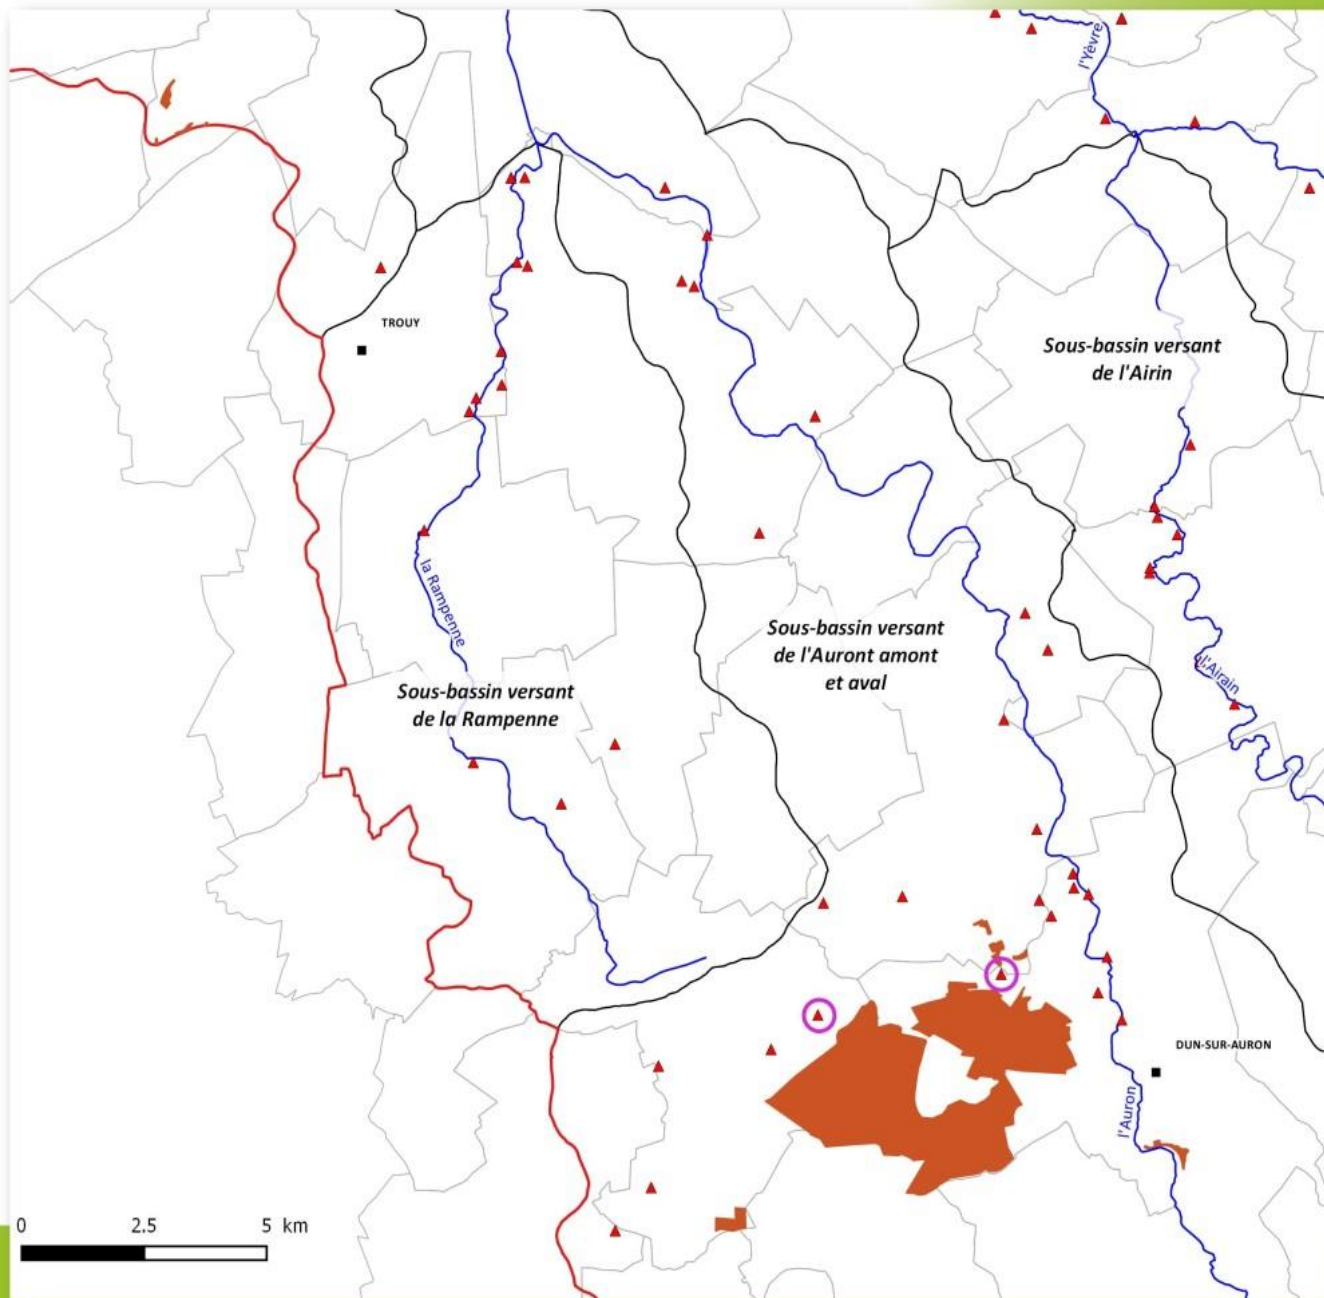 l'Yèvre
TROUY
Sous-bassin versant
de l'Airin
la Rampenne
Sous-bassin versant
de l'Auront amont
et aval
l'Airain
Sous-bassin versant
de la Rampenne
DUN-SUR-AURON
l'Auron
0 2.5 5 km